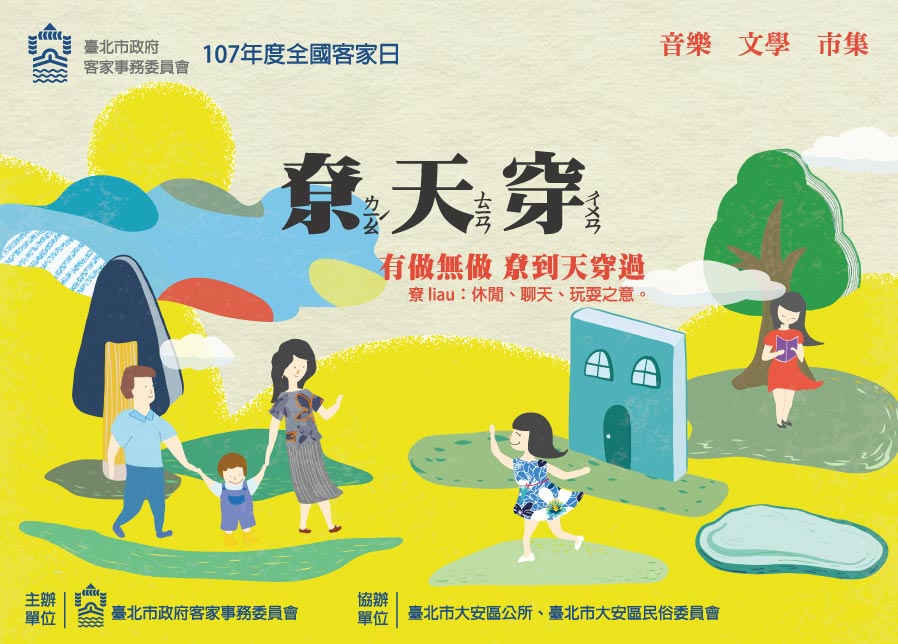 臺北市政府
客家事務委員會
107年度全國客家日
音樂 文學 市集
尞天穿
ㄌㄧㄠˊ ㄊㄧㄢ ㄔㄨㄢ
有做無做 尞到天穿過
尞 liau：休閒、聊天、玩耍之意。
主辦單位
臺北市政府客家事務委員會
協辦單位
臺北市大安區公所、臺北市大安區民俗委員會